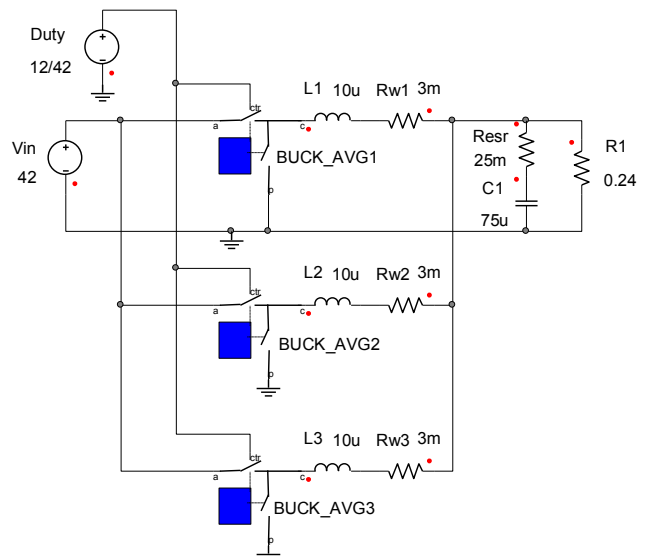 Duty
12/42
Vin
42
ctr
a
c
p
BUCK_AVG1
L1 10u Rw1 3m
Resr
25m
C1
75u
R1
0.24
ctr
a
c
p
BUCK_AVG2
L2 10u Rw2 3m
ctr
a
c
p
BUCK_AVG3
L3 10u Rw3 3m